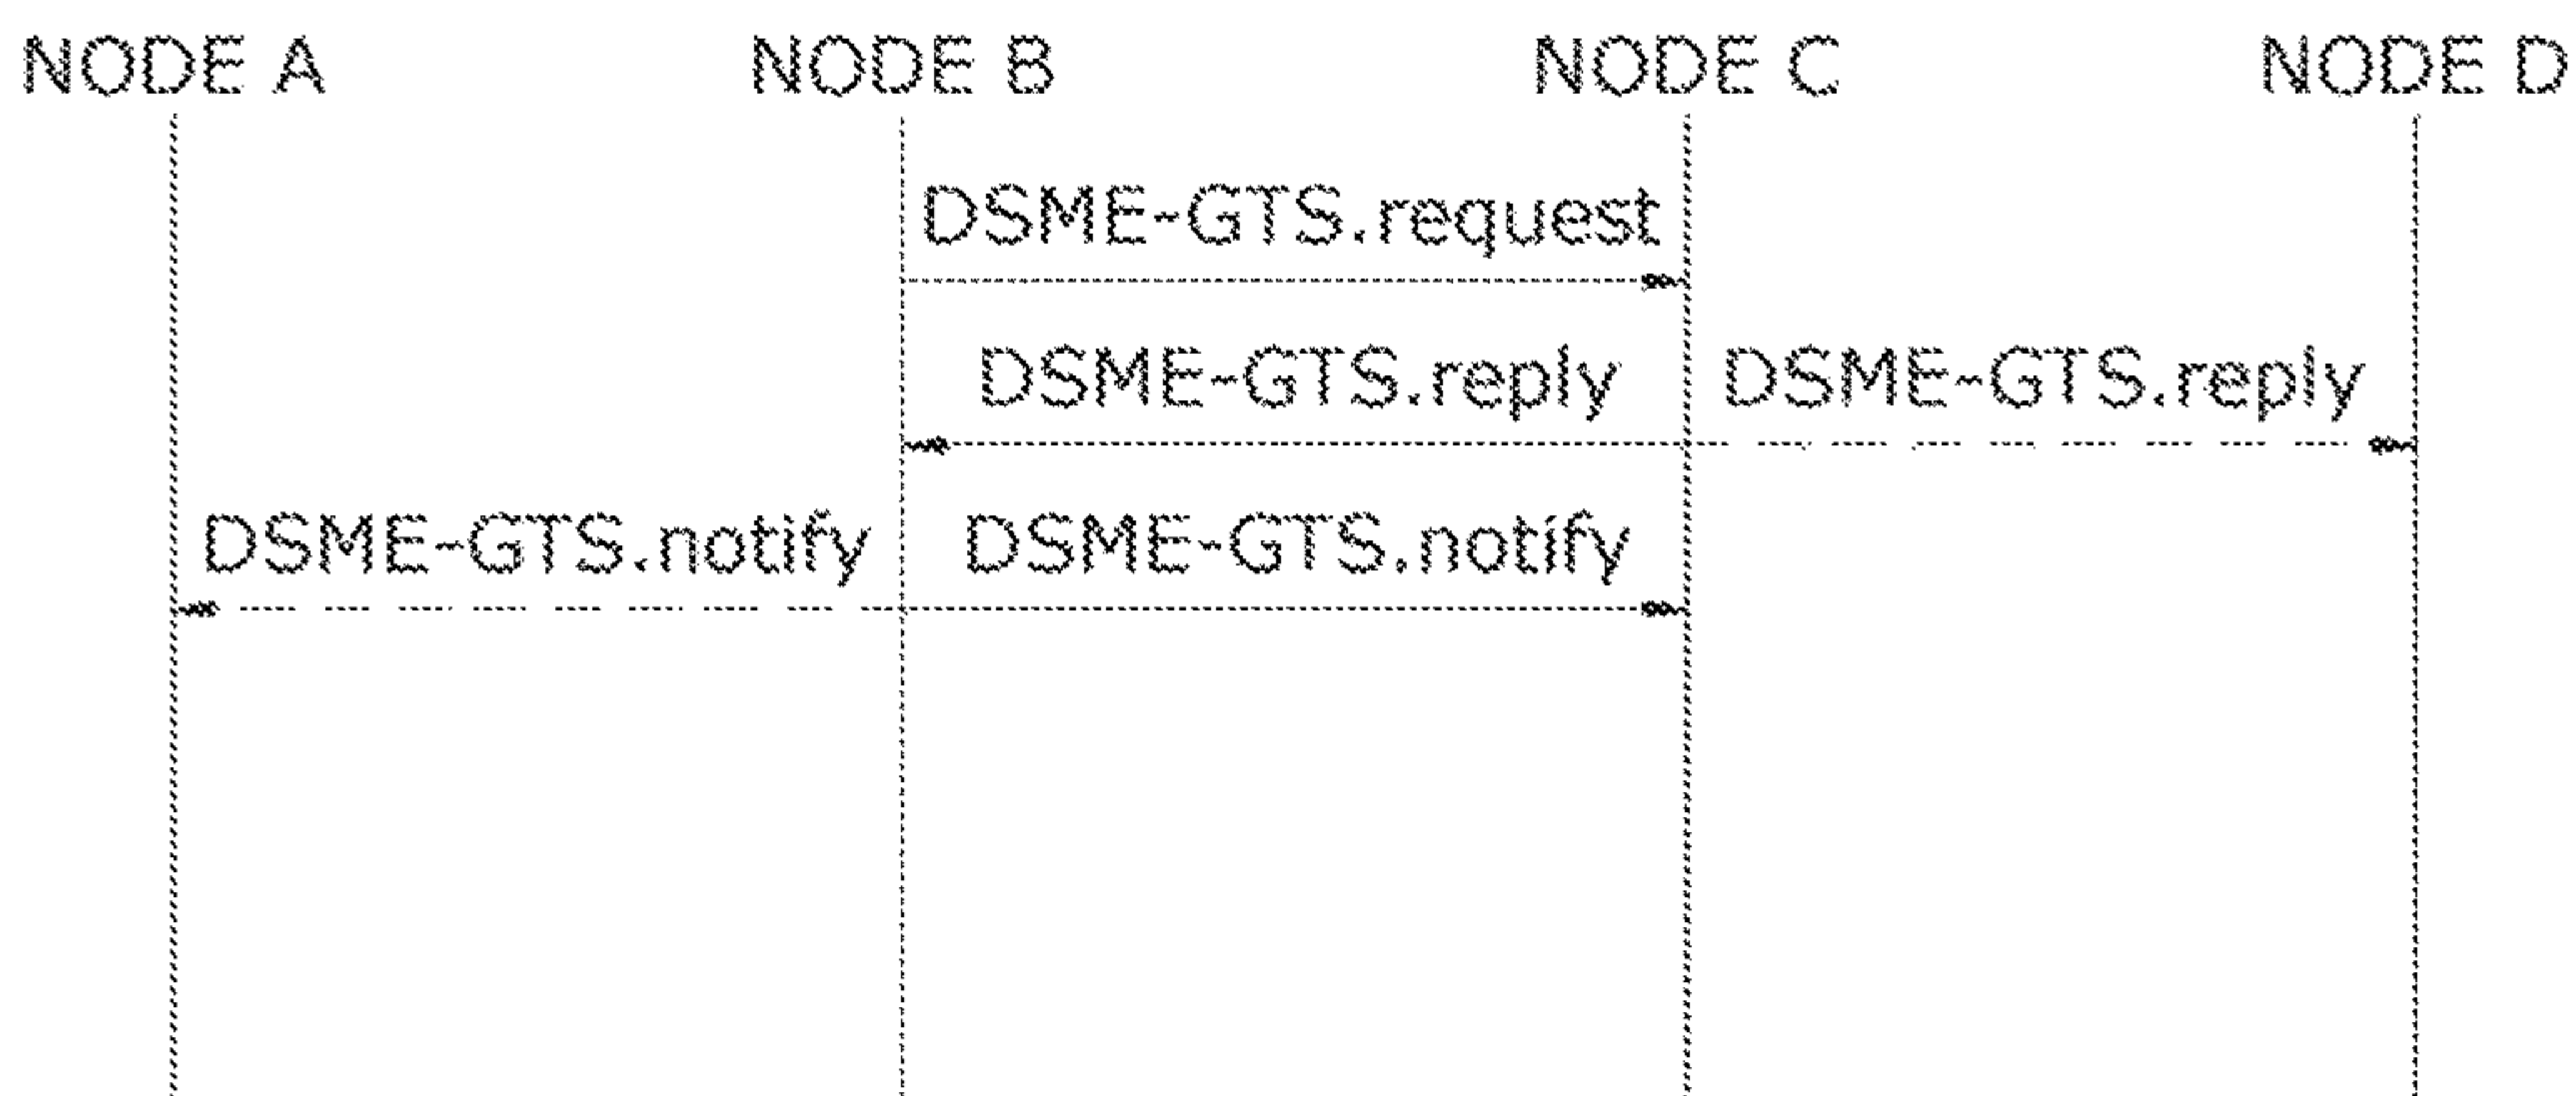 NODE A NODE B NODE C NODE D
DSME-GTS.request
DSME-GTS.reply DSME-GTS.reply
DSME-GTS.notify DSME-GTS.notify